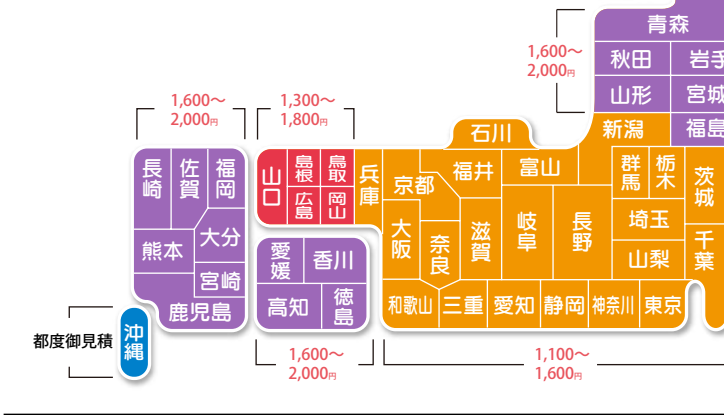 青森
1,600～
2,000円
秋田
岩手
山形
宮城
1,600～
2,000円
1,300～
1,800円
石川
新潟
福島
長崎
佐賀
福岡
山口
島根
鳥取
広島
岡山
兵庫
京都
福井
富山
群馬
栃木
茨城
熊本
大分
宮崎
鹿児島
愛媛
香川
高知
徳島
大阪
奈良
滋賀
岐阜
長野
埼玉
山梨
千葉
和歌山
三重
愛知
静岡
神奈川
東京
都度御見積
沖縄
1,600～
2,000円
1,100～
1,600円